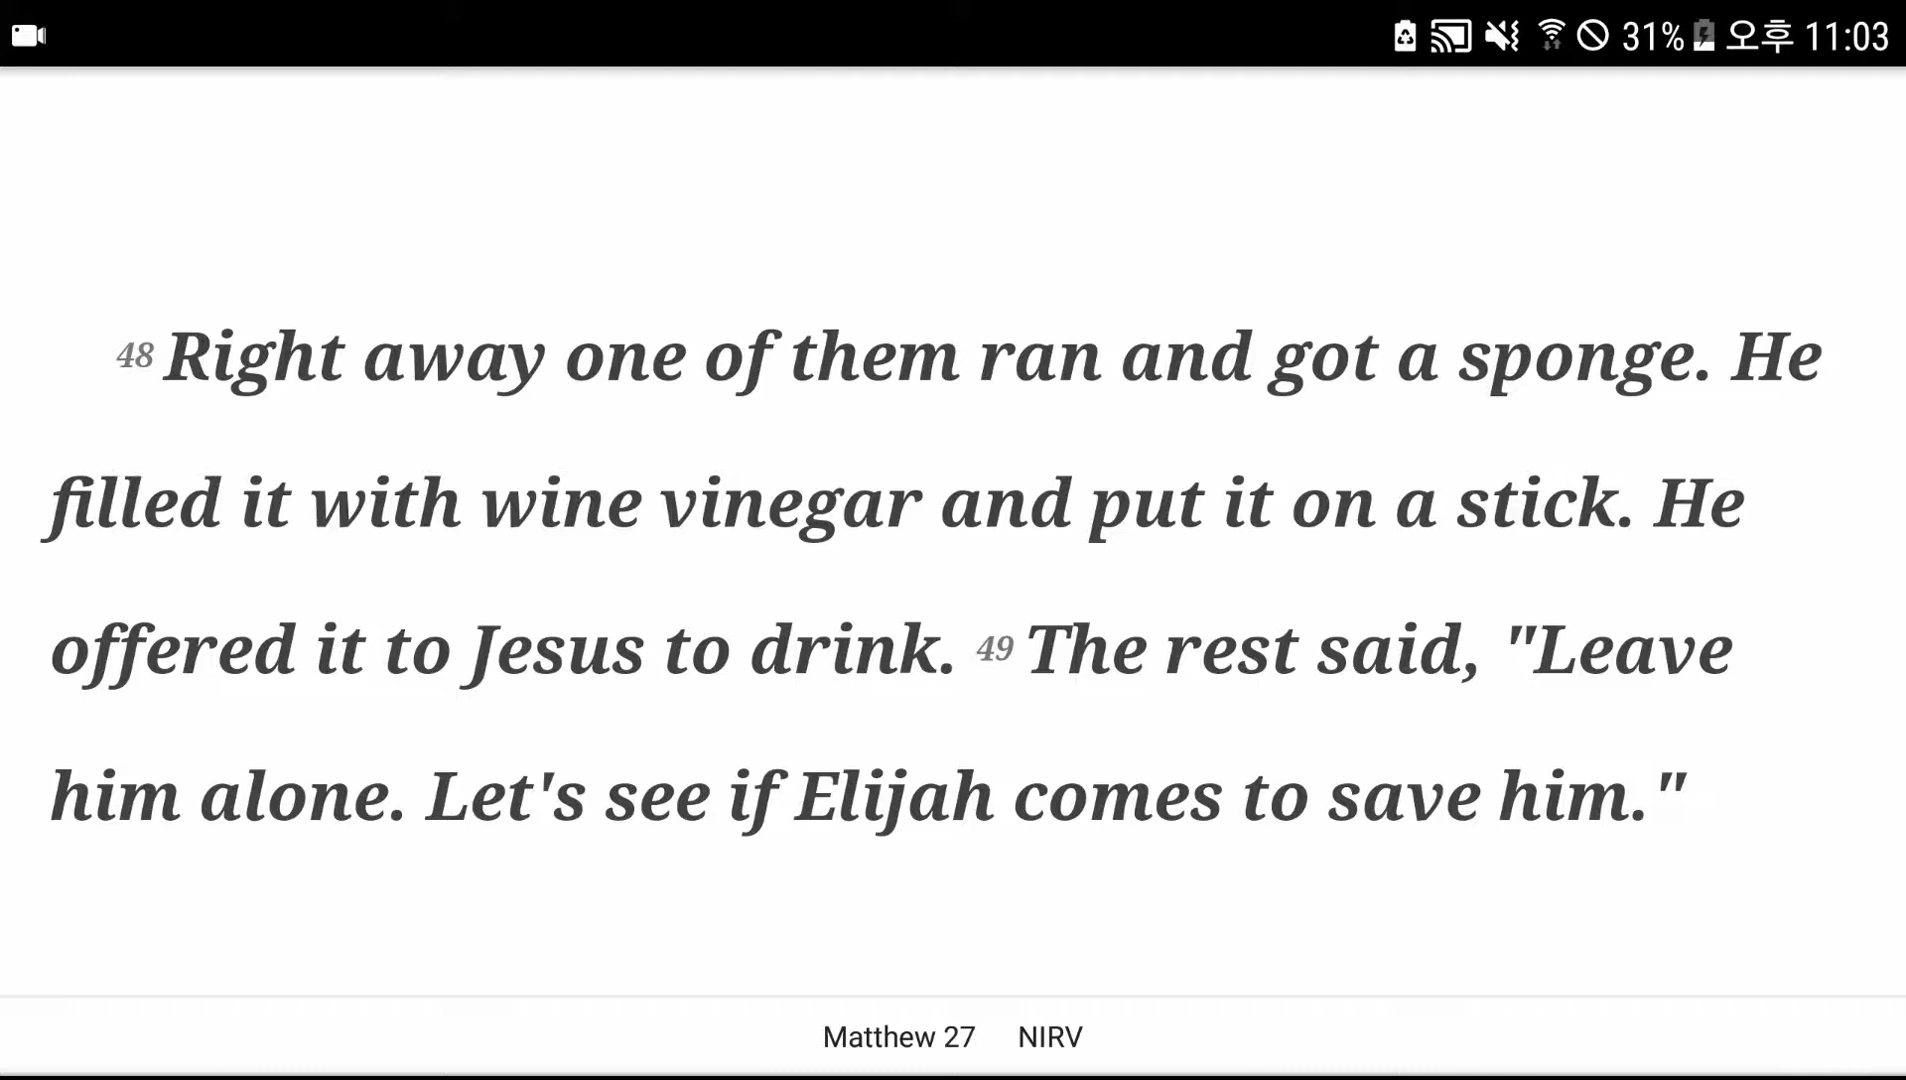 31% 오후 11:03
48 Right away one of them ran and got a sponge. He
filled it with wine vinegar and put it on a stick. He
offered it to Jesus to drink. 49 The rest said, "Leave
him alone. Let's see if Elijah comes to save him."
Matthew 27 NIRV